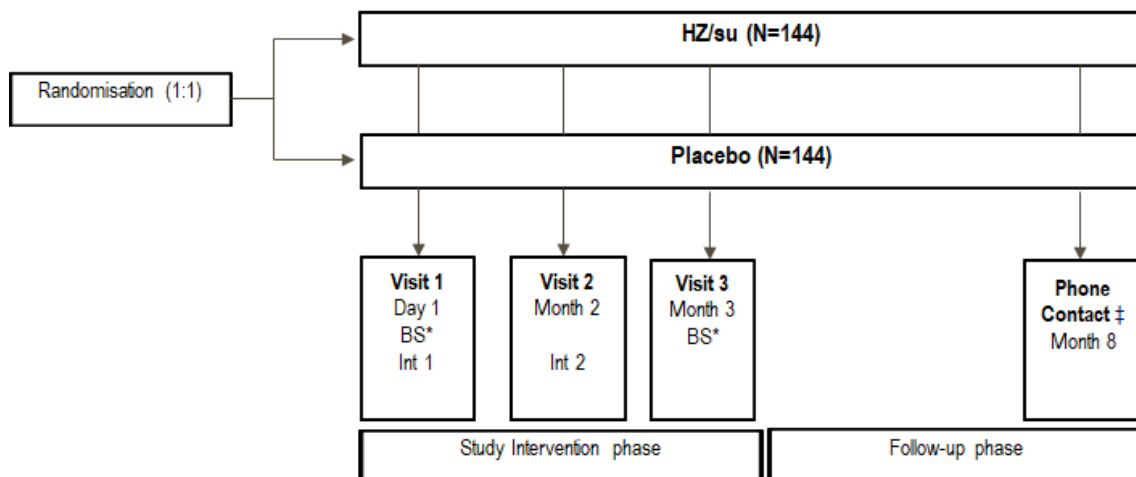 HZ/su (N=144)
Randomisation (1:1)
Placebo (N=144)
Visit 1
Day 1
BS*
Int 1
Visit 2
Month 2
Int 2
Visit 3
Month 3
BS*
Phone
Contact ‡
Month 8
Study Intervention phase
Follow-up phase